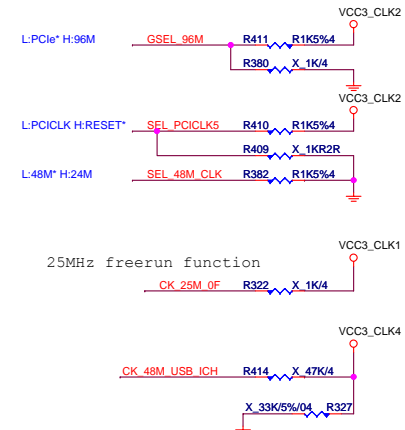 VCC3_CLK2
L:PCIe* H:96M GSEL_96M R411 R1K5%4
R380 X_1K/4
VCC3_CLK2
L:PCICLK H:RESET* SEL_PCICLK5 R410 R1K5%4
R409 X_1KR2R
L:48M* H:24M SEL_48M_CLK R382 R1K5%4
VCC3_CLK1
25MHz freerun function
CK_25M_0F R322 X_1K/4
VCC3_CLK4
CK_48M_USB_ICH R414 X_47K/4
X_33K/5%/04 R327